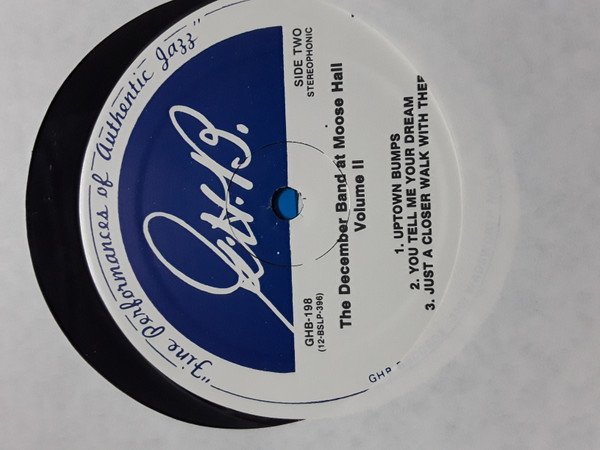 "Fine Performances of Authentic Jazz"
G.H.B.
SIDE TWO
STEREOPHONIC
GHB-198
(12-BSLP-396)
The December Band at Moose Hall
Volume II
1. UPTOWN BUMPS
2. YOU TELL ME YOUR DREAM
3. JUST A CLOSER WALK WITH THEE
GHB